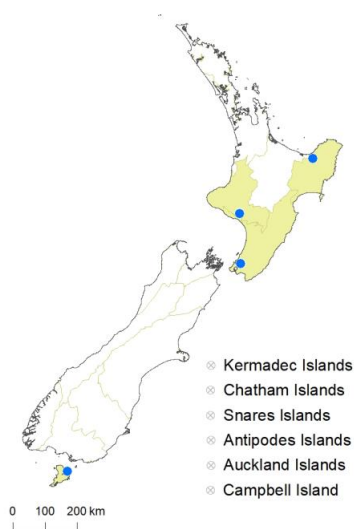 Kermadec Islands
Chatham Islands
Snares Islands
Antipodes Islands
Auckland Islands
Campbell Island
0 100 200 km